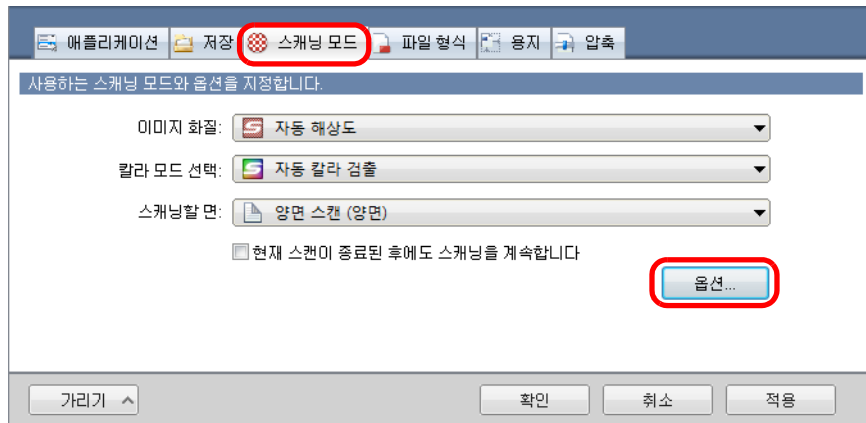 애플리케이션 저장 스캐닝 모드 파일 형식 용지 압축
사용하는 스캐닝 모드와 옵션을 지정합니다.
이미지 화질: 자동 해상도
칼라 모드 선택: 자동 칼라 검출
스캐닝할 면: 양면 스캔 (양면)
현재 스캔이 종료된 후에도 스캐닝을 계속합니다
옵션...
가리기 확인 취소 적용